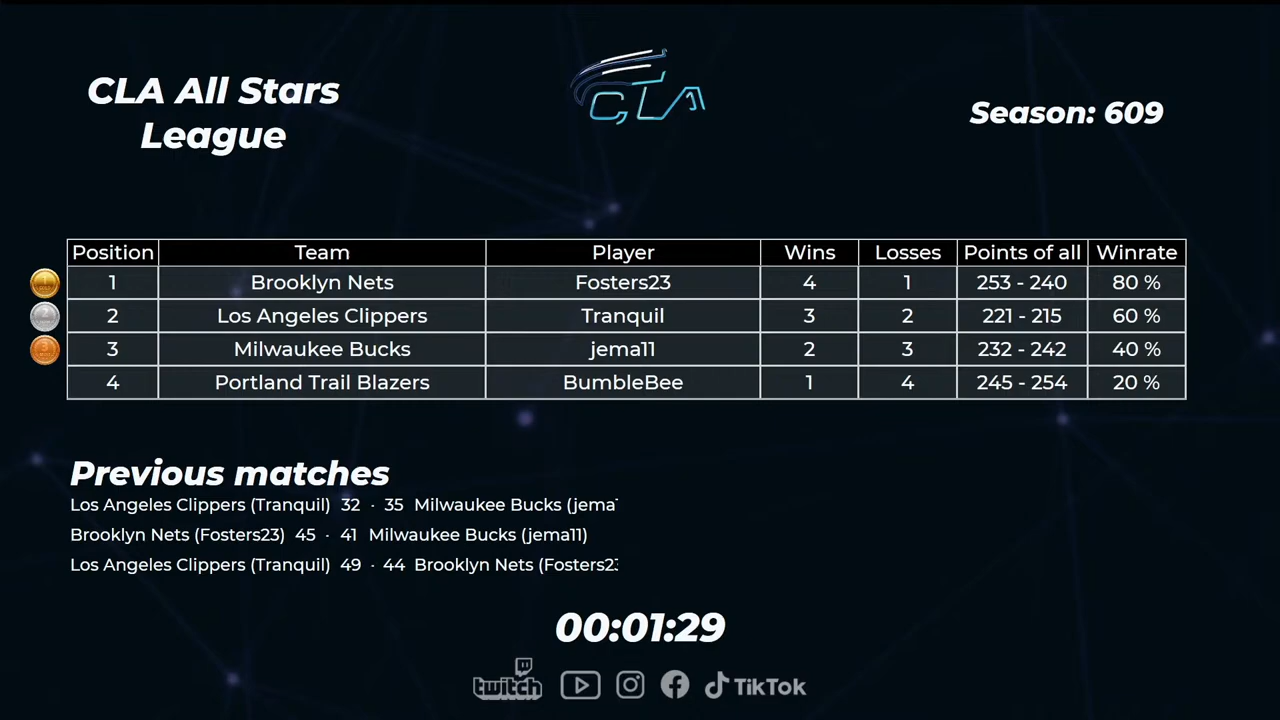 CLA All Stars
League
CLA
Season: 609
Position Team Player Wins Losses Points of all Winrate
1 Brooklyn Nets Fosters23 4 1 253 - 240 80 %
2 Los Angeles Clippers Tranquil 3 2 221 - 215 60 %
3 Milwaukee Bucks jema11 2 3 232 - 242 40 %
4 Portland Trail Blazers BumbleBee 1 4 245 - 254 20 %
Previous matches
Los Angeles Clippers (Tranquil) 32 · 35 Milwaukee Bucks (jema
Brooklyn Nets (Fosters23) 45 · 41 Milwaukee Bucks (jema11)
Los Angeles Clippers (Tranquil) 49 · 44 Brooklyn Nets (Fosters23
00:01:29
twitch TikTok